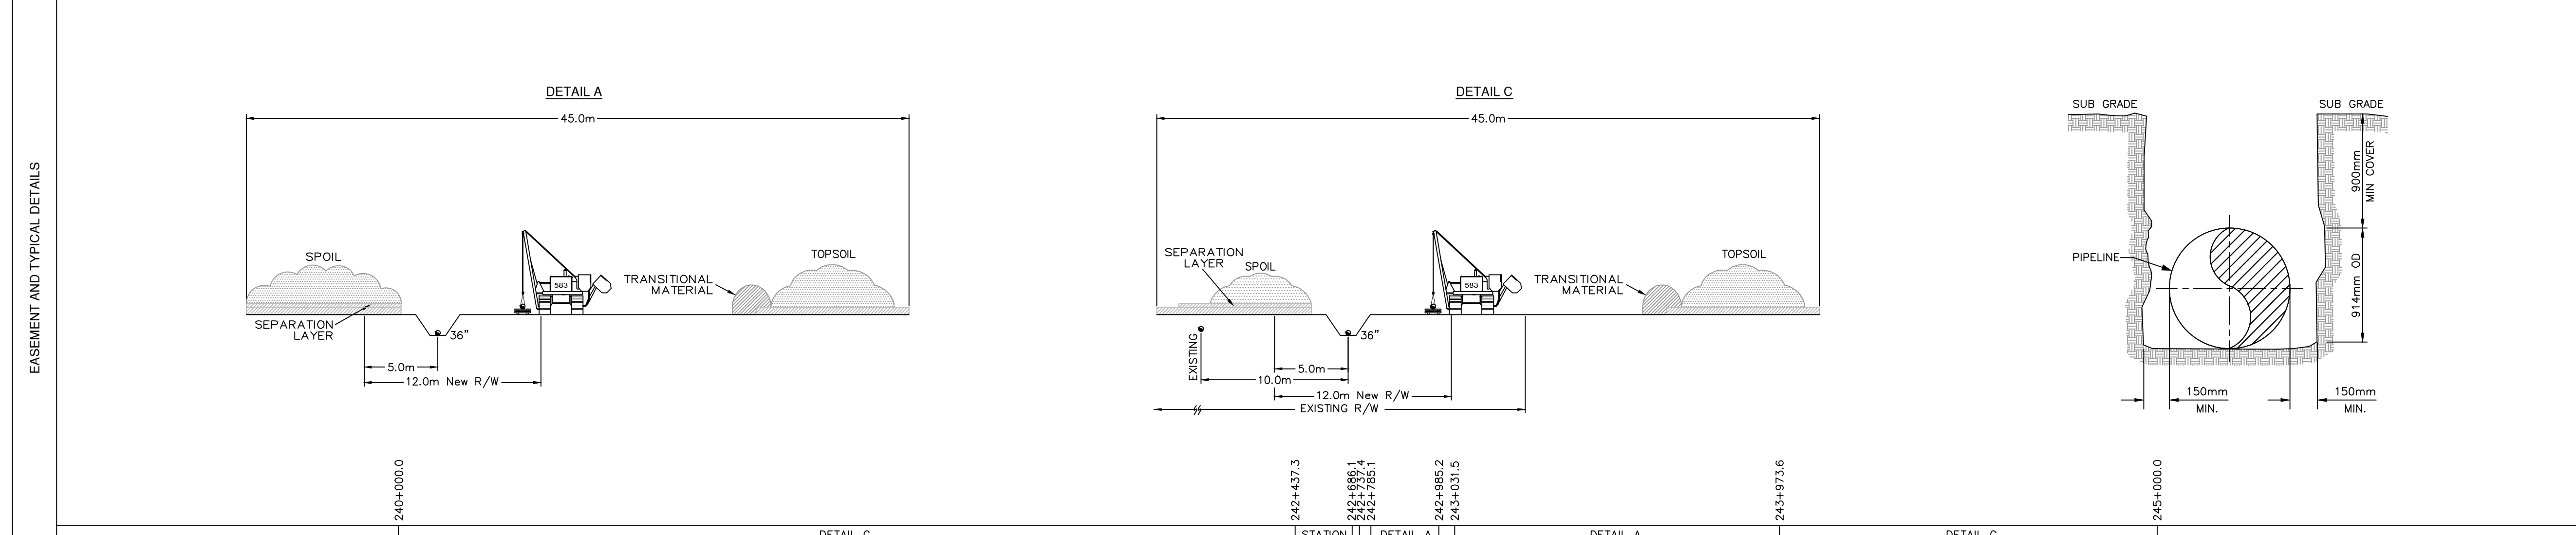 EASEMENT AND TYPICAL DETAILS
DETAIL A
45.0m
SPOIL
SEPARATION
LAYER
583
TRANSITIONAL
MATERIAL
TOPSOIL
36"
5.0m
12.0m New R/W
DETAIL C
45.0m
SEPARATION
LAYER
SPOIL
583
TRANSITIONAL
MATERIAL
TOPSOIL
EXISTING
36"
5.0m
10.0m
12.0m New R/W
EXISTING R/W
SUB GRADE
SUB GRADE
PIPELINE
900mm
MIN COVER
914mm OD
150mm
MIN.
150mm
MIN.
240+000.0
242+437.3
242+686.1
242+737.4
242+785.1
242+985.2
243+031.5
243+973.6
245+000.0
DETAIL C
STATION
DETAIL A
DETAIL A
DETAIL C